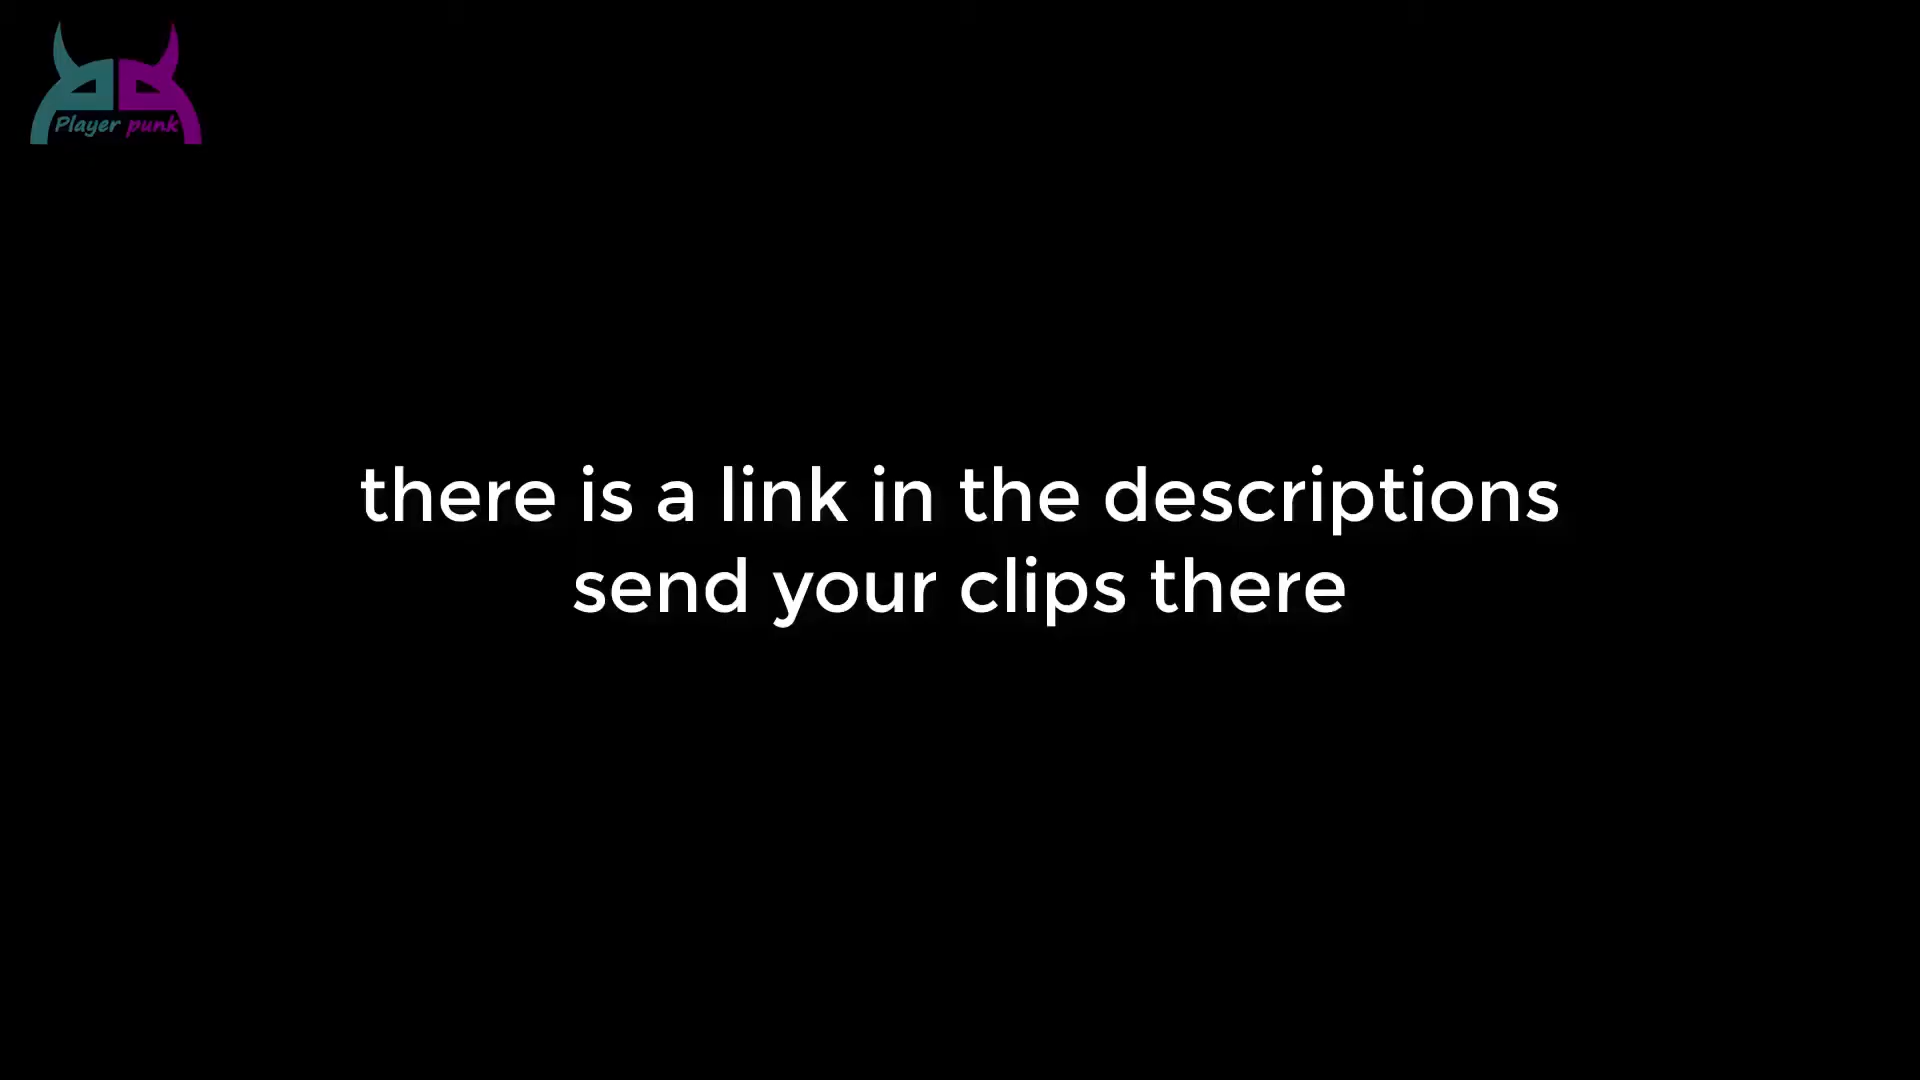 Player punk
there is a link in the descriptions
send your clips there